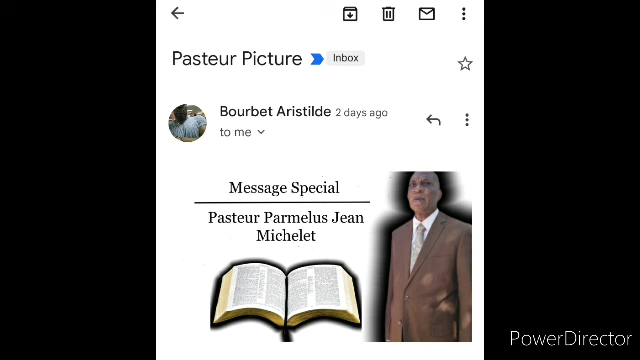 Pasteur Picture Inbox
Bourbet Aristilde 2 days ago
to me
Message Special
Pasteur Parmelus Jean
Michelet
PowerDirector